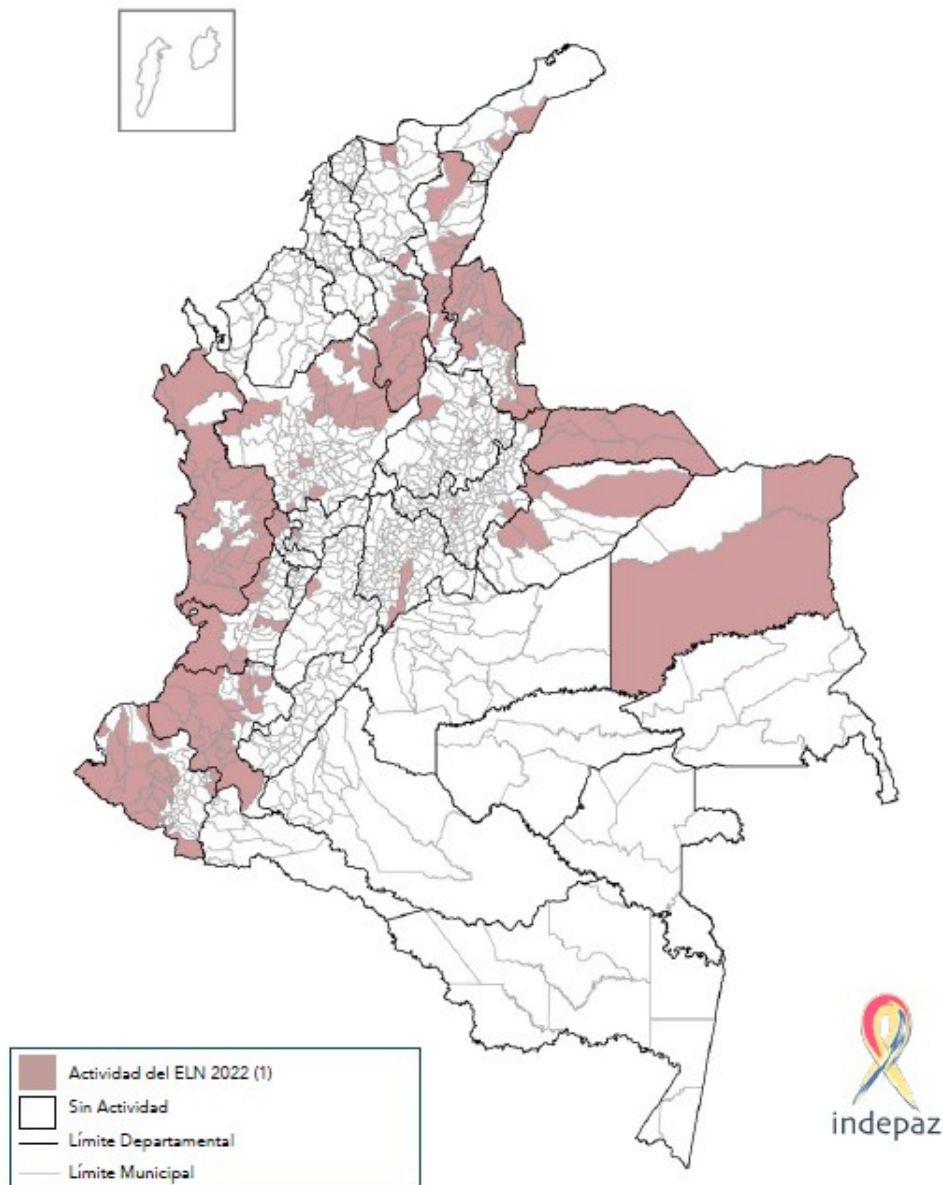 Actividad del ELN 2022 (1)
Sin Actividad
Límite Departamental
Límite Municipal
indepaz